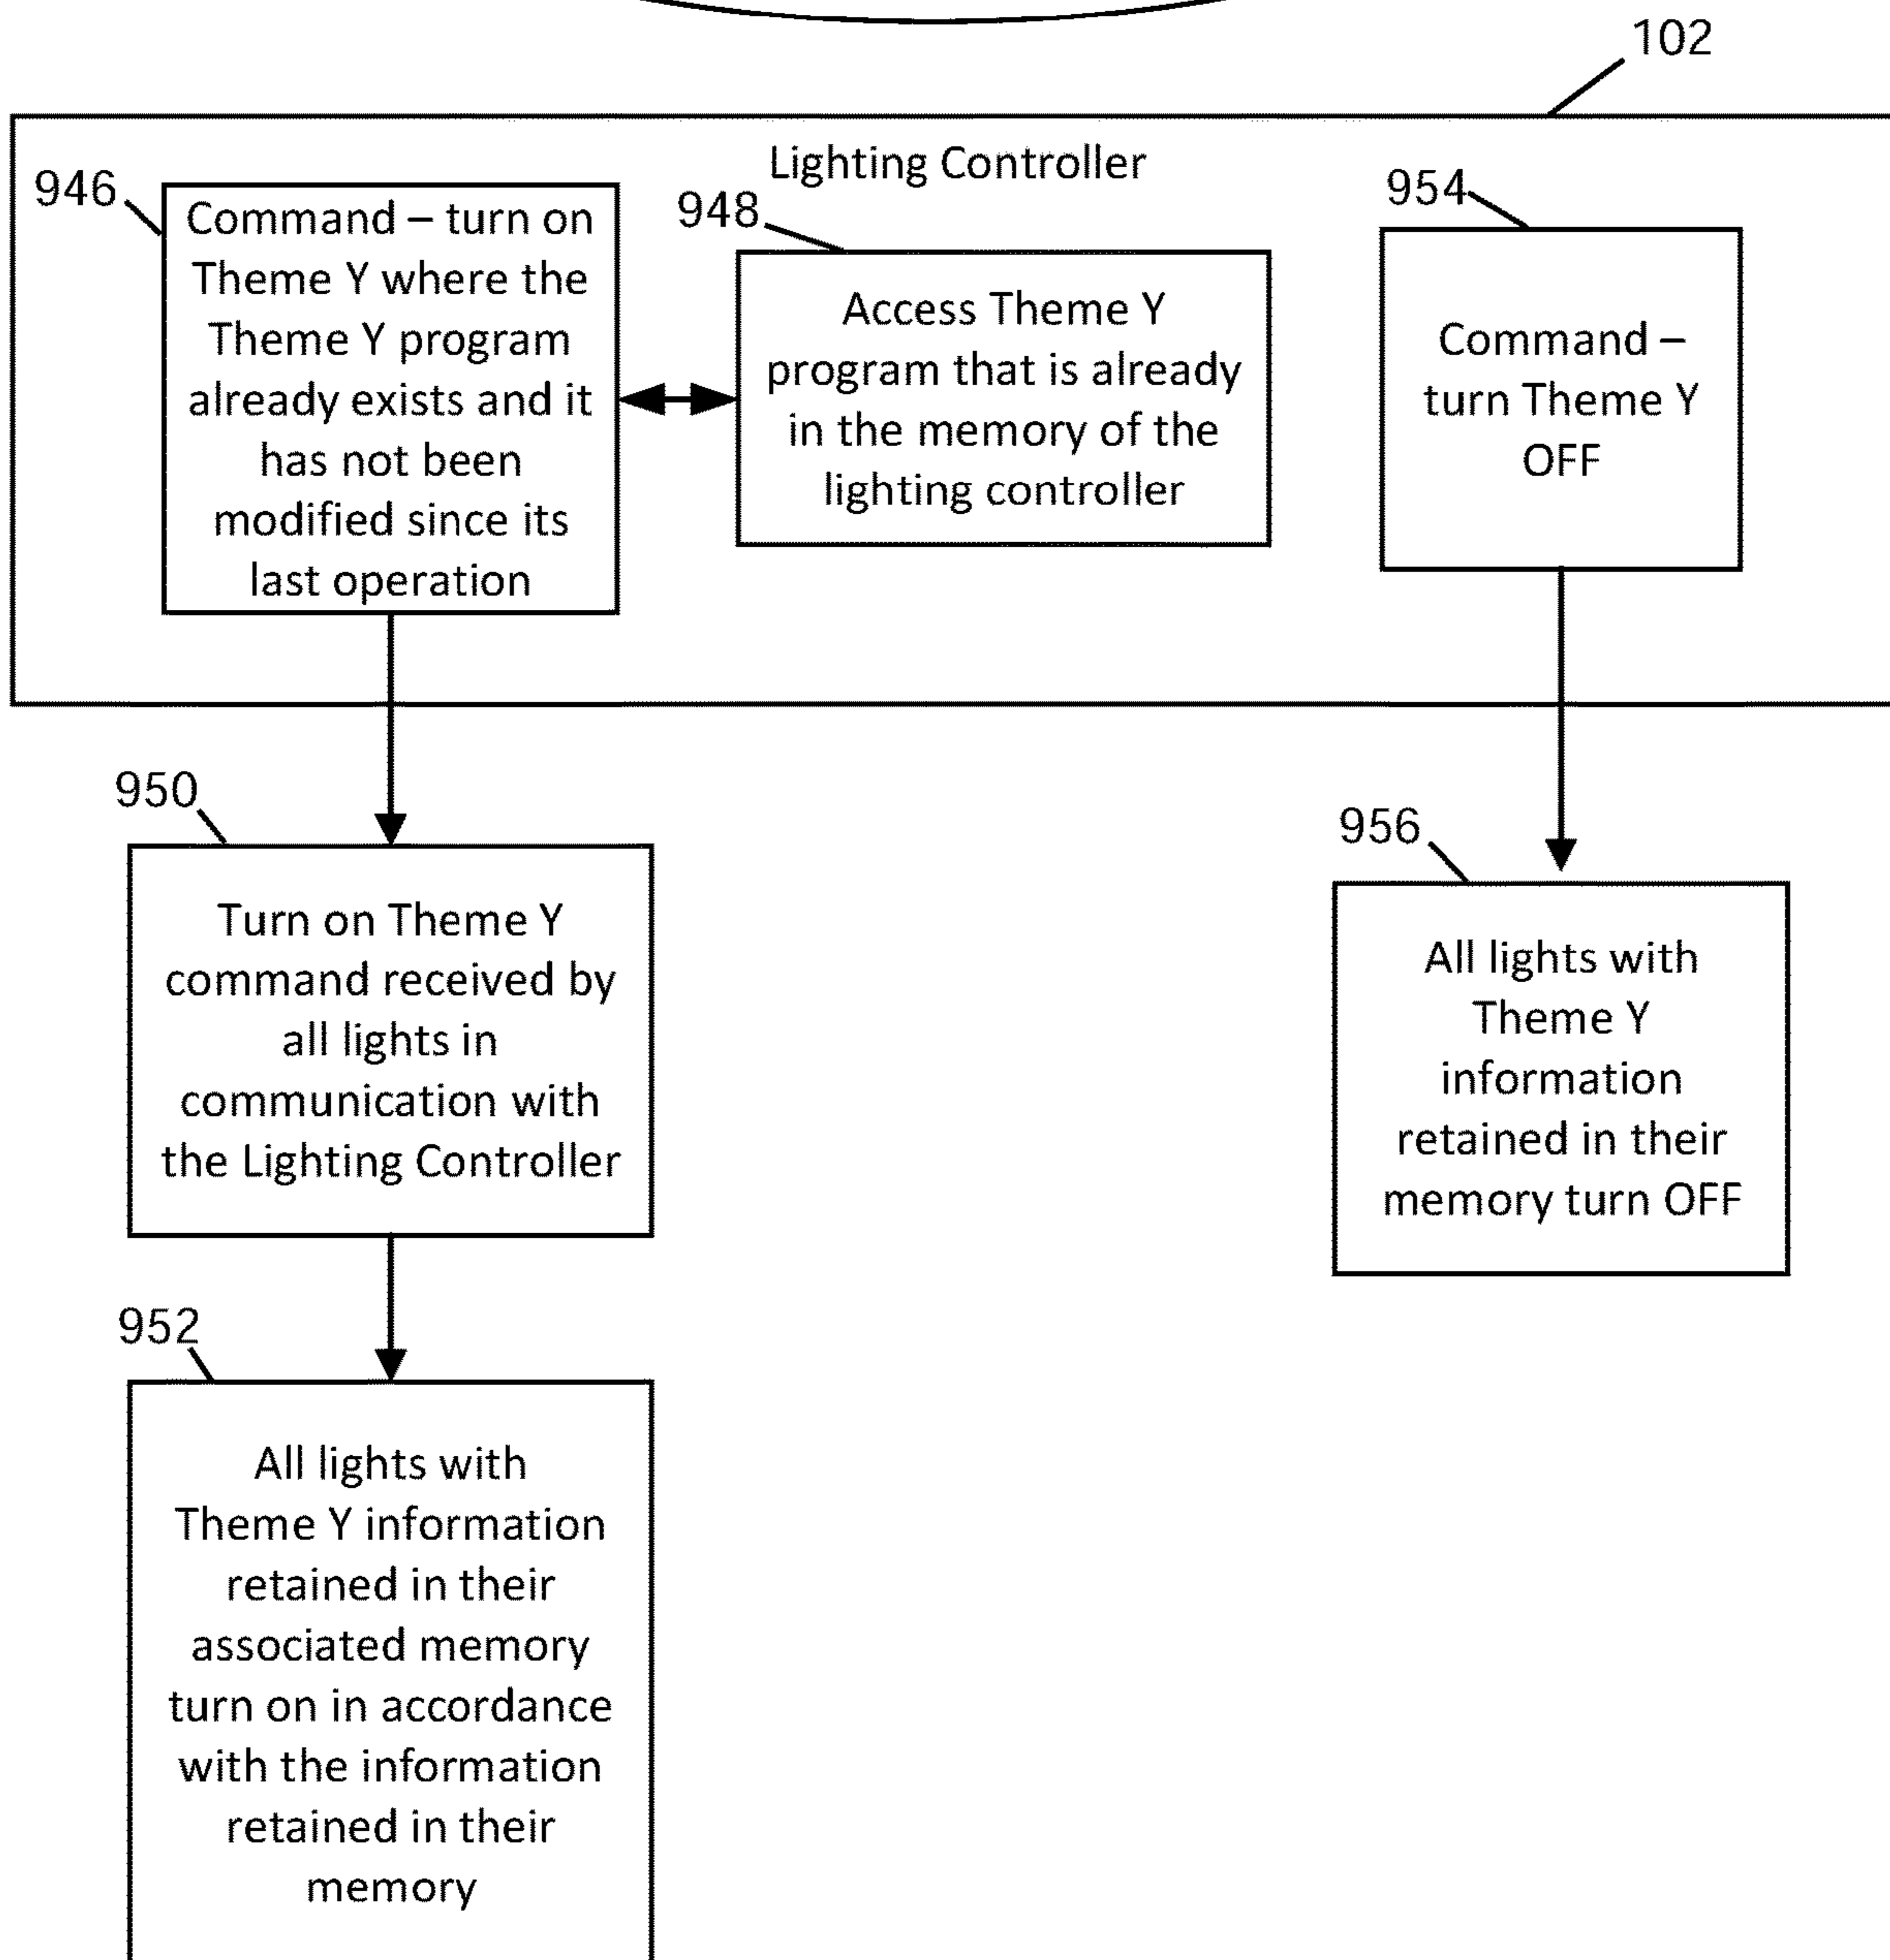 102
Lighting Controller
946
Command – turn on
Theme Y where the
Theme Y program
already exists and it
has not been
modified since its
last operation
948
Access Theme Y
program that is already
in the memory of the
lighting controller
954
Command –
turn Theme Y
OFF
950
Turn on Theme Y
command received by
all lights in
communication with
the Lighting Controller
956
All lights with
Theme Y
information
retained in their
memory turn OFF
952
All lights with
Theme Y information
retained in their
associated memory
turn on in accordance
with the information
retained in their
memory